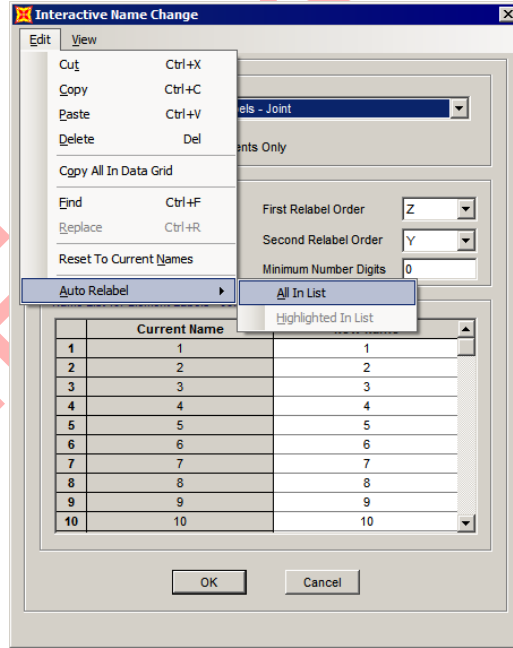 Interactive Name Change
Edit View
Cut Ctrl+X
Copy Ctrl+C
Paste Ctrl+V
Delete Del
Copy All In Data Grid
Find Ctrl+F
Replace Ctrl+R
Reset To Current Names
Auto Relabel
All In List
Highlighted In List
els - Joint
ents Only
First Relabel Order Z
Second Relabel Order Y
Minimum Number Digits 0
Current Name
1 1 1
2 2 2
3 3 3
4 4 4
5 5 5
6 6 6
7 7 7
8 8 8
9 9 9
10 10 10
OK Cancel